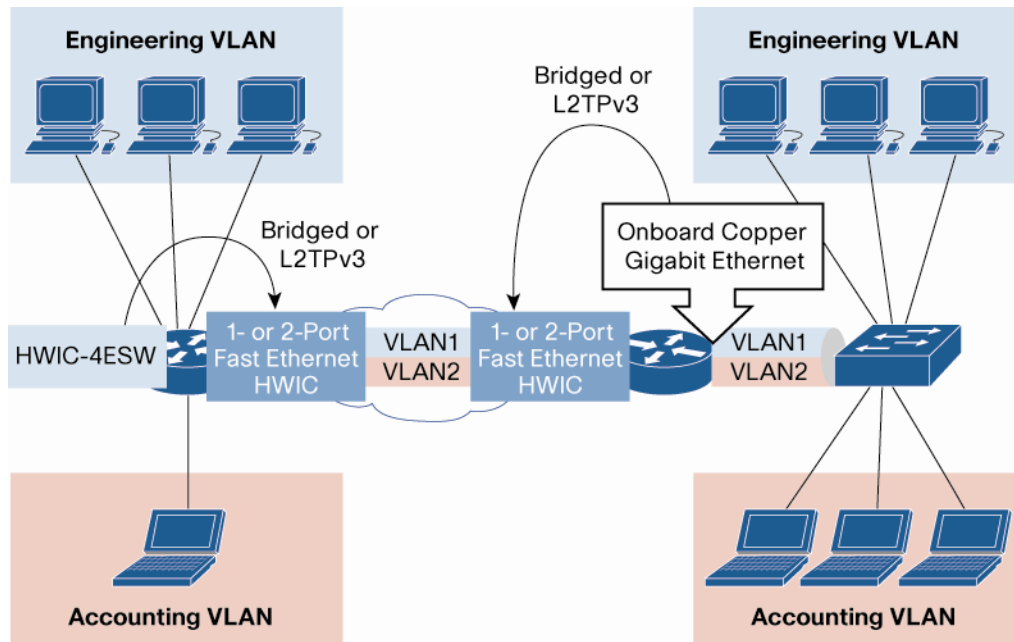 Engineering VLAN
Engineering VLAN
Bridged or
L2TPv3
Bridged or
L2TPv3
Onboard Copper
Gigabit Ethernet
HWIC-4ESW
1- or 2-Port
Fast Ethernet
HWIC
VLAN1
VLAN2
1- or 2-Port
Fast Ethernet
HWIC
VLAN1
VLAN2
Accounting VLAN
Accounting VLAN